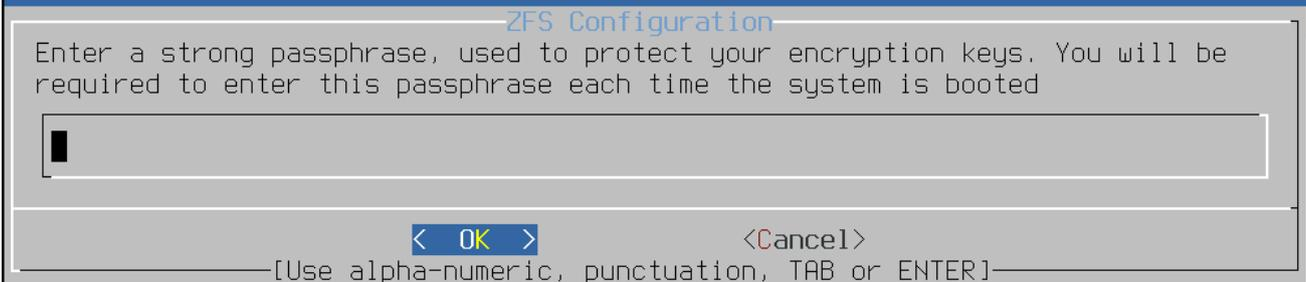 ZFS Configuration
Enter a strong passphrase, used to protect your encryption keys. You will be
required to enter this passphrase each time the system is booted
< OK > <Cancel>
[Use alpha-numeric, punctuation, TAB or ENTER]